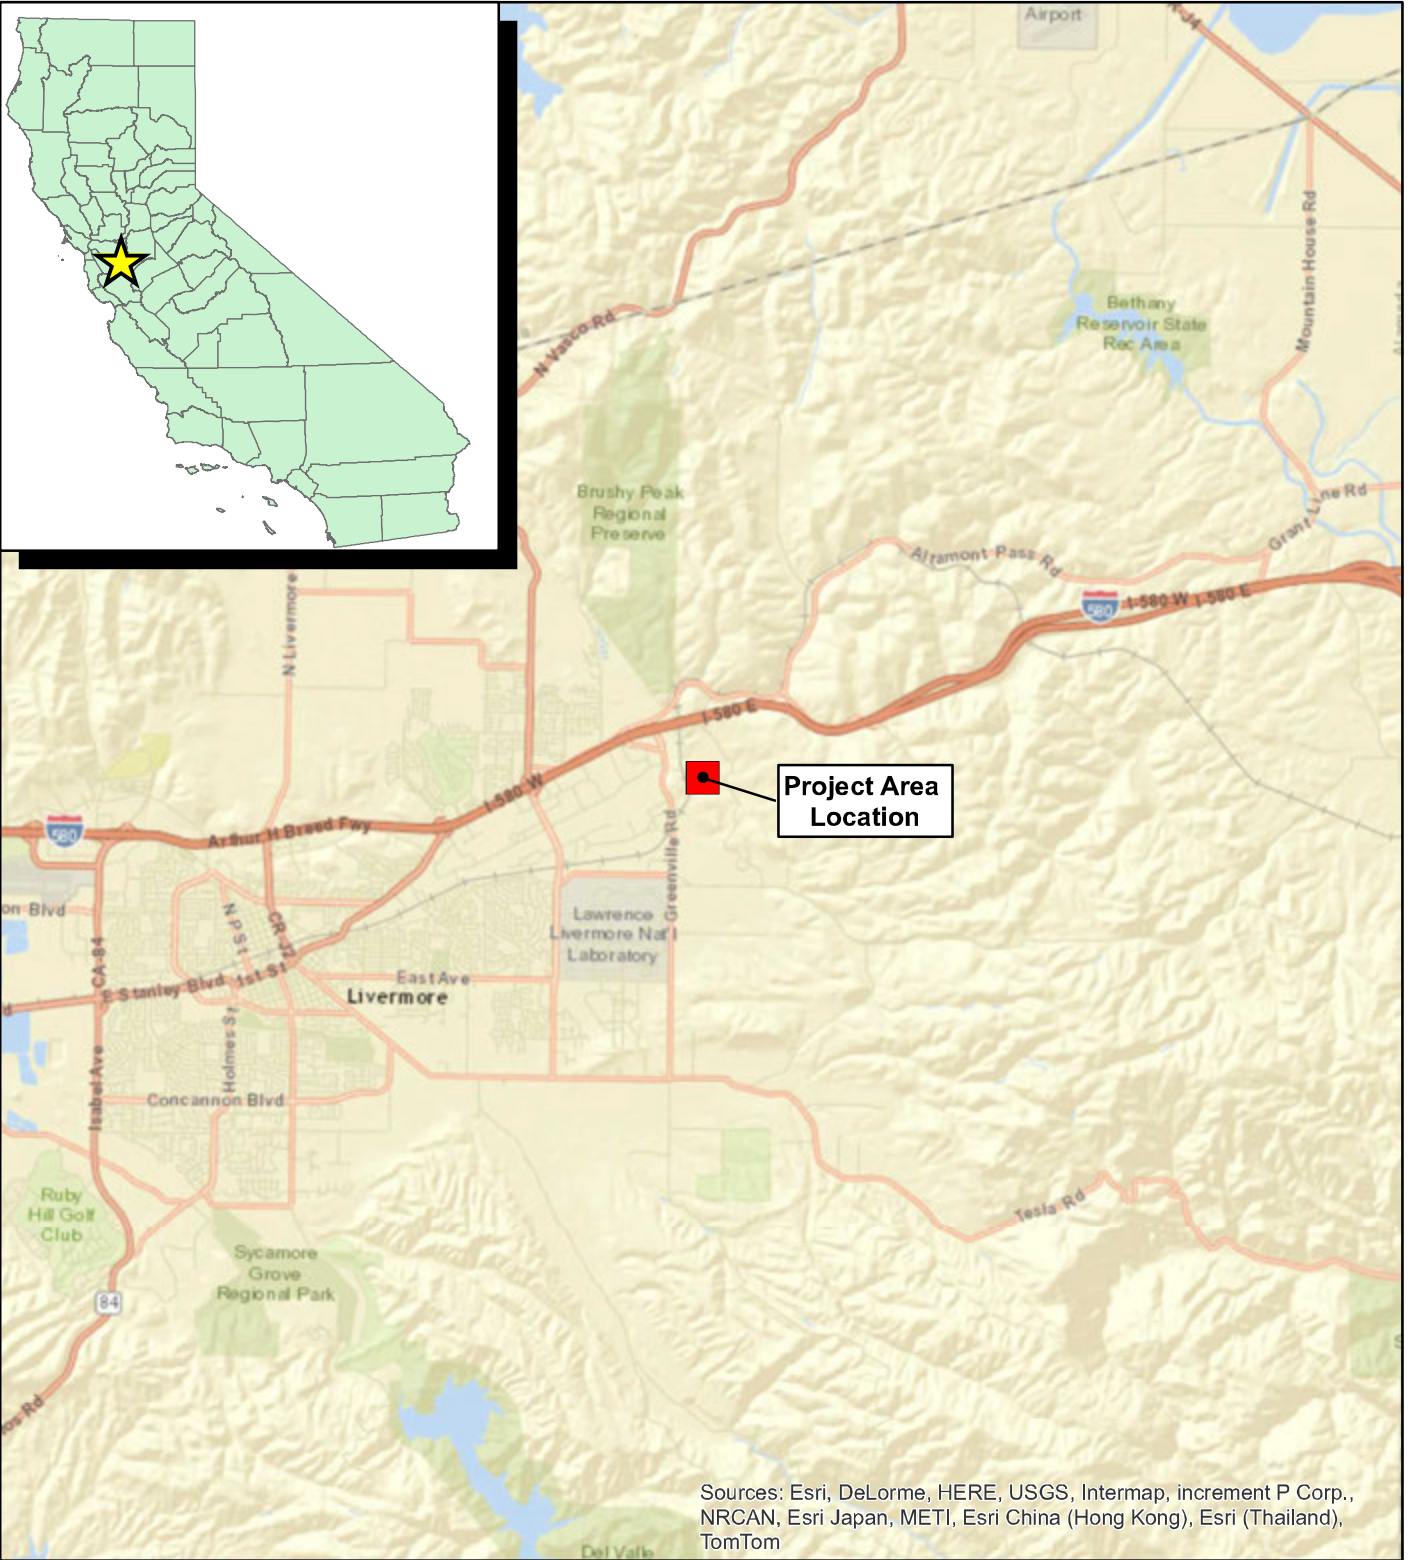 Airport
R-J4
N Vasco Rd
Mountain House Rd
Bethany
Reservoir State
Rec Area
Brushy Peak
Regional
Preserve
Grant Line Rd
Altamont Pass Rd
580
I-580 W
I-580 E
N Livermore
I-580 E
I-580 W
Project Area
Location
580
Arthur H Breed Fwy
Greenville Rd
on Blvd
N P St
CR-J2
Lawrence
Livermore Nat'l
Laboratory
CA-84
E Stanley Blvd
1st St
East Ave
Livermore
Holmes St
Isabel Ave
Concannon Blvd
Ruby
Hill Golf
Club
Tesla Rd
Sycamore
Grove
Regional Park
84
os Rd
Del Valle
Sources: Esri, DeLorme, HERE, USGS, Intermap, increment P Corp.,
NRCAN, Esri Japan, METI, Esri China (Hong Kong), Esri (Thailand),
TomTom